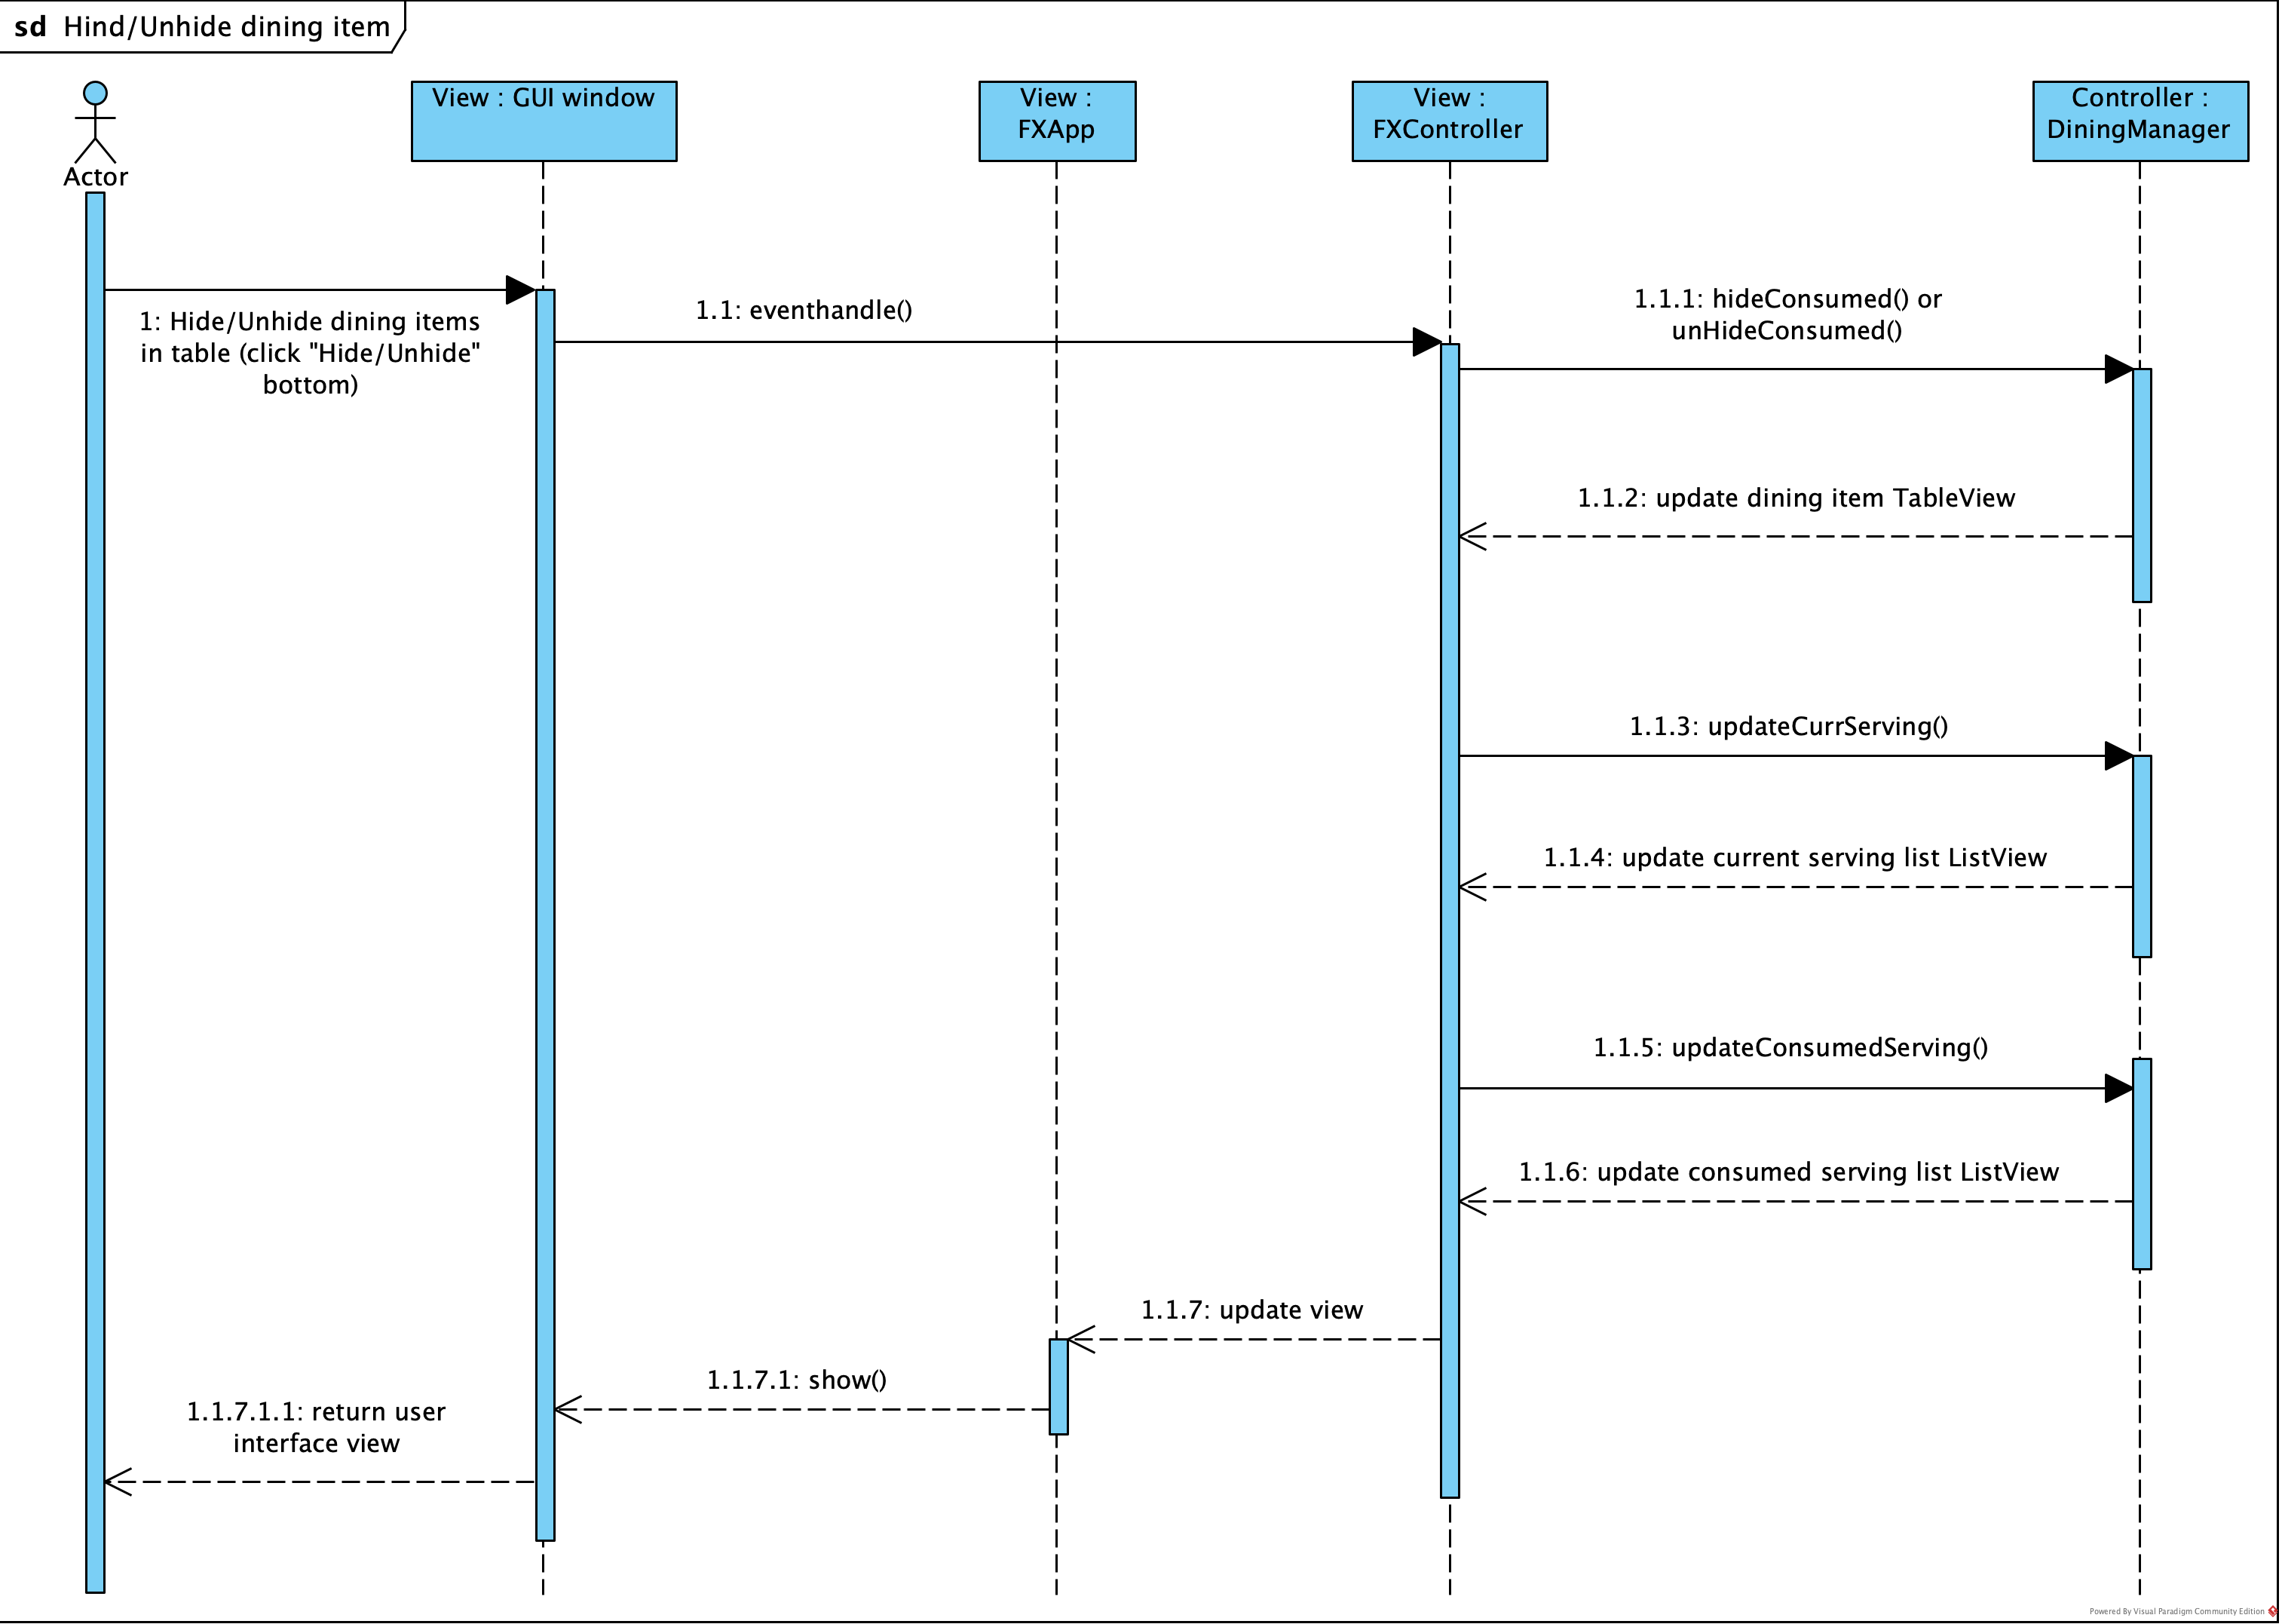 sd Hind/Unhide dining item
View : GUI window
View :
FXApp
View :
FXController
Controller :
DiningManager
Actor
1: Hide/Unhide dining items
in table (click "Hide/Unhide"
bottom)
1.1: eventhandle()
1.1.1: hideConsumed() or
unHideConsumed()
1.1.2: update dining item TableView
1.1.3: updateCurrServing()
1.1.4: update current serving list ListView
1.1.5: updateConsumedServing()
1.1.6: update consumed serving list ListView
1.1.7: update view
1.1.7.1: show()
1.1.7.1.1: return user
interface view
Powered By Visual Paradigm Community Edition